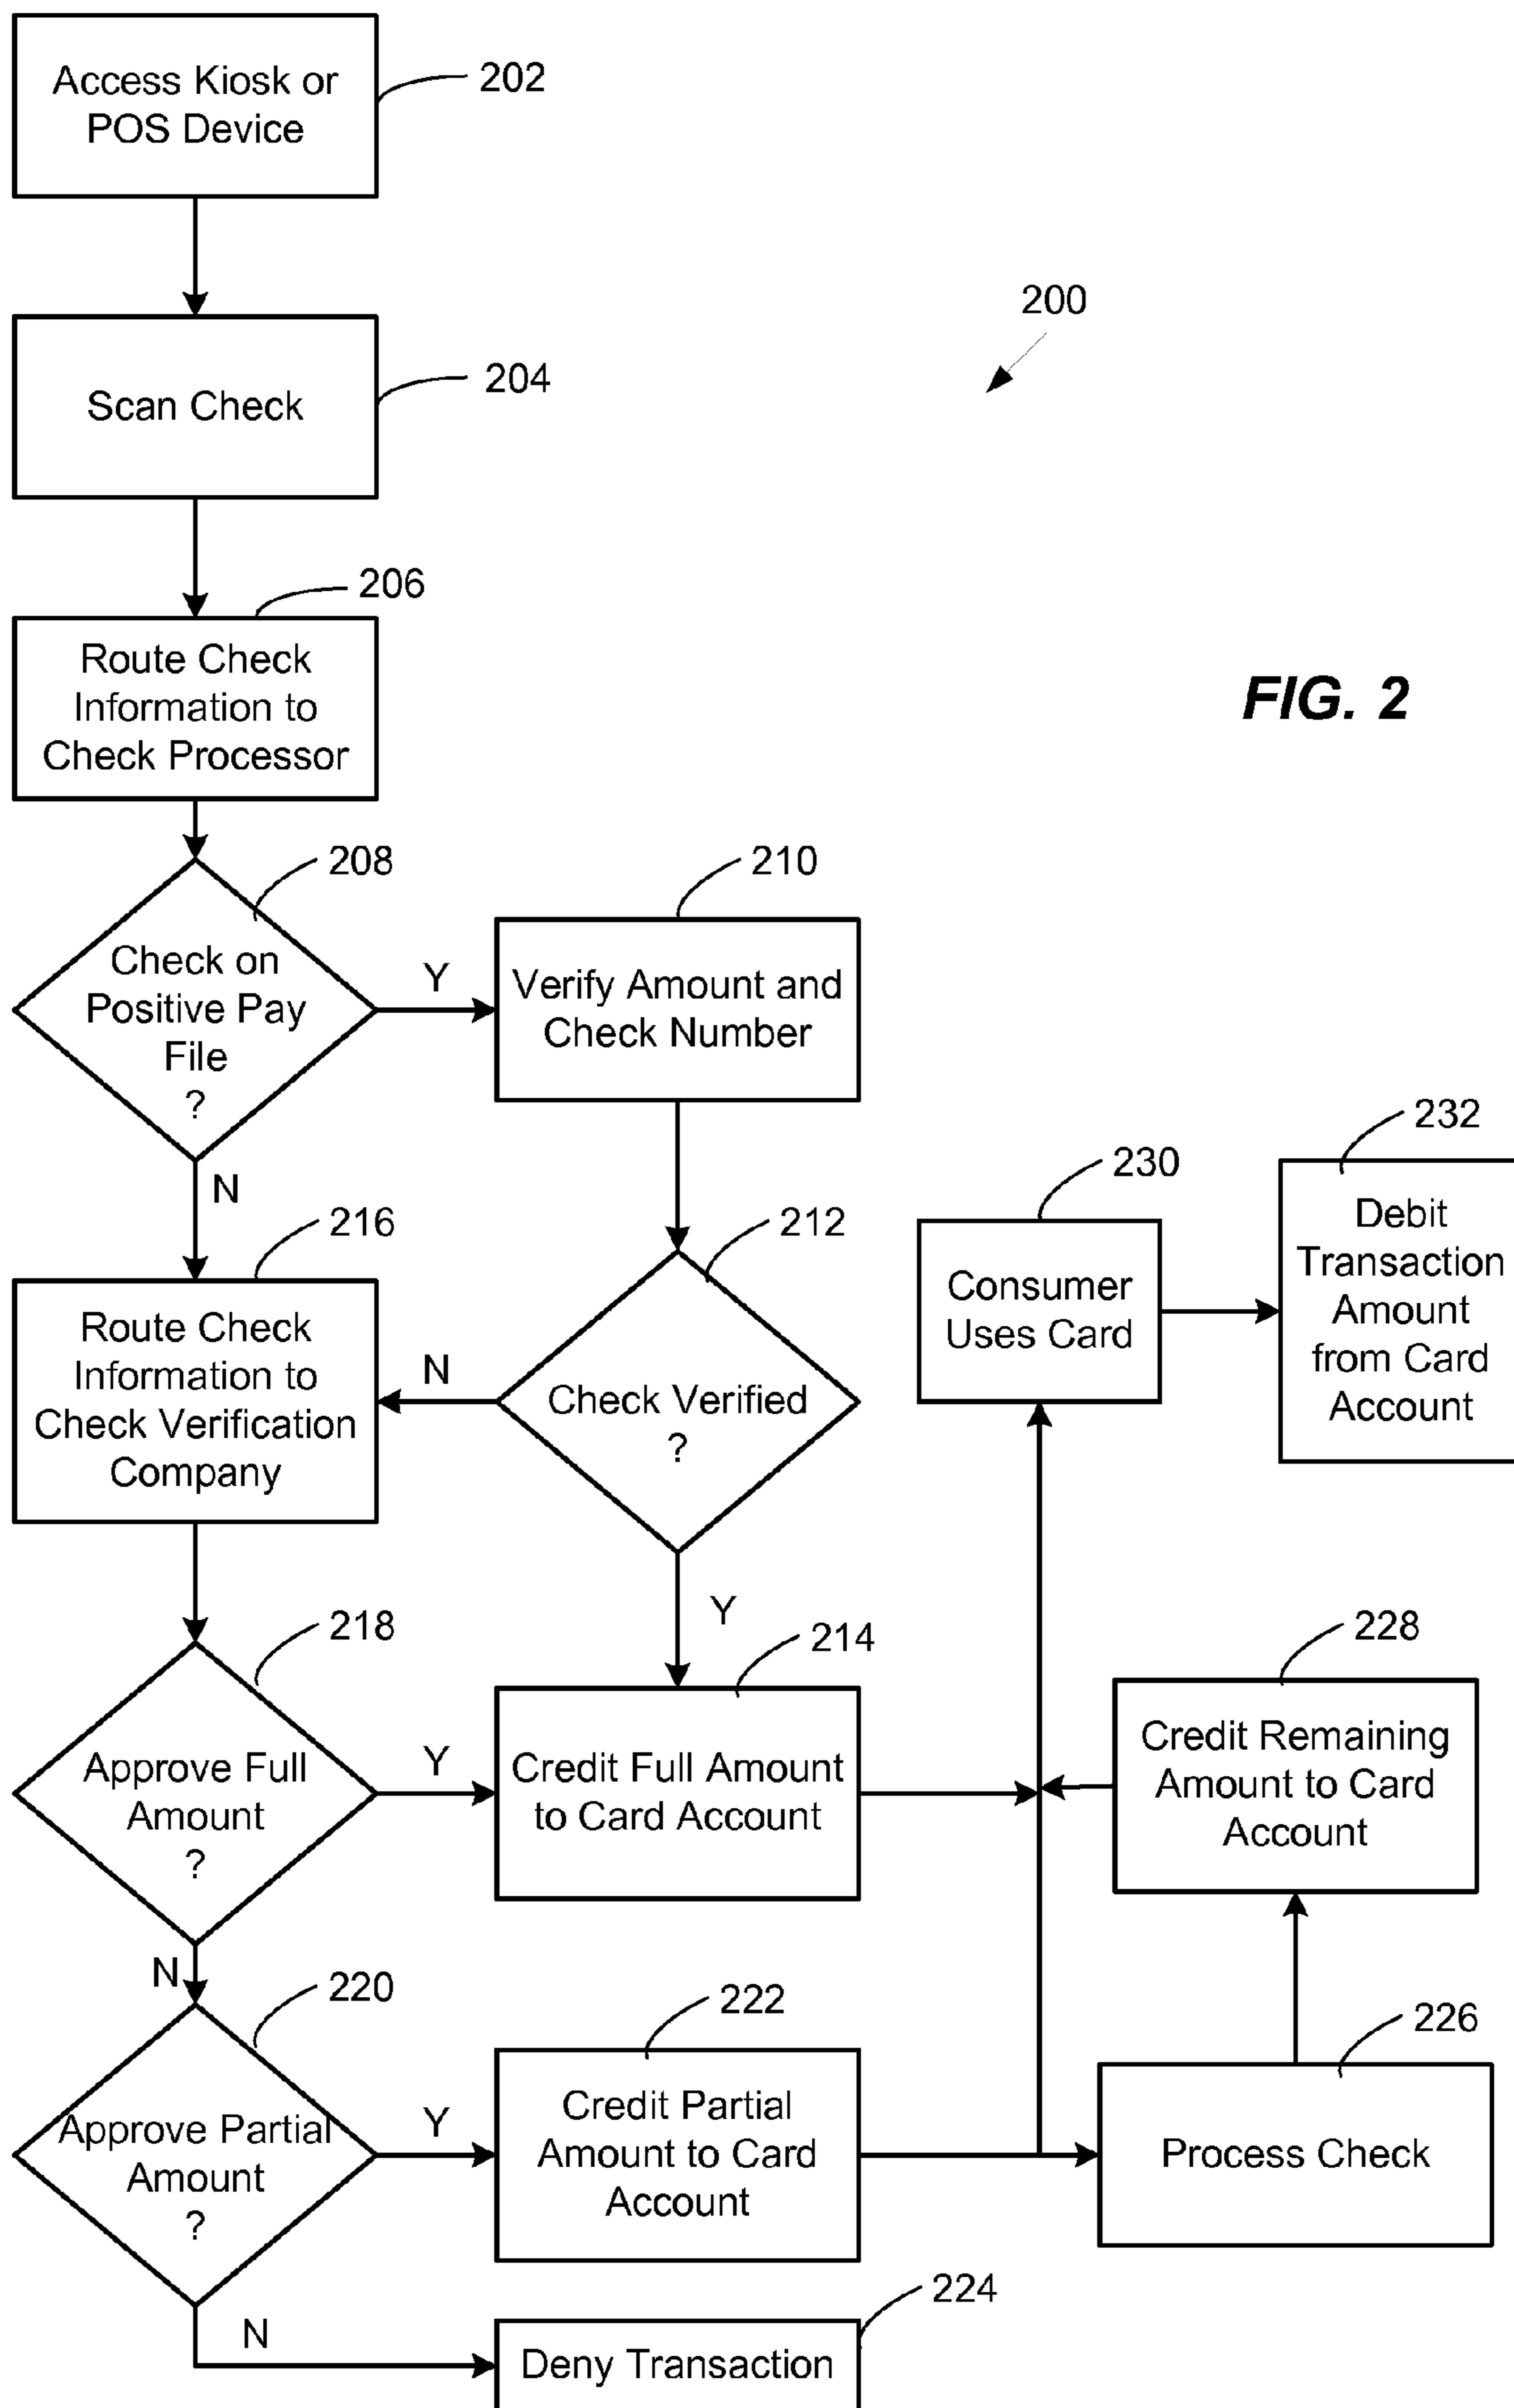 Access Kiosk or
POS Device
202
200
Scan Check
204
206
Route Check
Information to
Check Processor
FIG. 2
208
Check on
Positive Pay
File
?
Y
N
210
Verify Amount and
Check Number
212
Check Verified
?
N
Y
216
Route Check
Information to
Check Verification
Company
230
Consumer
Uses Card
232
Debit
Transaction
Amount
from Card
Account
218
Approve Full
Amount
?
Y
N
214
Credit Full Amount
to Card Account
228
Credit Remaining
Amount to Card
Account
220
Approve Partial
Amount
?
Y
N
222
Credit Partial
Amount to Card
Account
226
Process Check
224
Deny Transaction